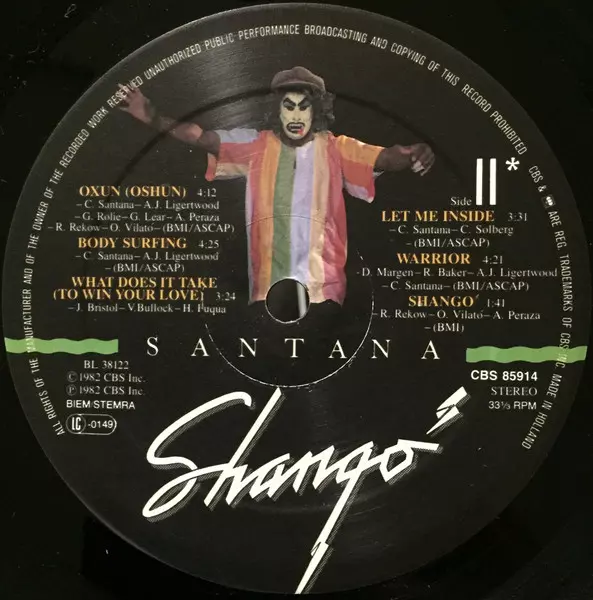 ALL RIGHTS OF THE MANUFACTURER AND OF THE OWNER OF THE RECORDED WORK RESERVED UNAUTHORIZED PUBLIC PERFORMANCE BROADCASTING AND COPYING OF THIS RECORD PROHIBITED CBS & ARE REG. TRADEMARKS OF CBS INC. MADE IN HOLLAND
OXUN (OSHÚN) 4:12
– C. Santana – A.J. Ligertwood
– G. Rolie – G. Lear – A. Peraza
– R. Rekow – O. Vilato – (BMI/ASCAP)
BODY SURFING 4:25
– C. Santana – A.J. Ligertwood
– (BMI/ASCAP)
WHAT DOES IT TAKE
(TO WIN YOUR LOVE) 3:24
– J. Bristol – V. Bullock – H. Fuqua
Side II*
LET ME INSIDE 3:31
– C. Santana – C. Solberg
– (BMI/ASCAP)
WARRIOR 4:21
– D. Margen – R. Baker – A.J. Ligertwood
– C. Santana – (BMI/ASCAP)
SHANGÓ 1:41
– R. Rekow – O. Vilató – A. Peraza
– (BMI)
SANTANA
BL 38122
© 1982 CBS Inc.
℗ 1982 CBS Inc.
BIEM/STEMRA
LC -0149
CBS 85914
STEREO
33⅓ RPM
Shangó